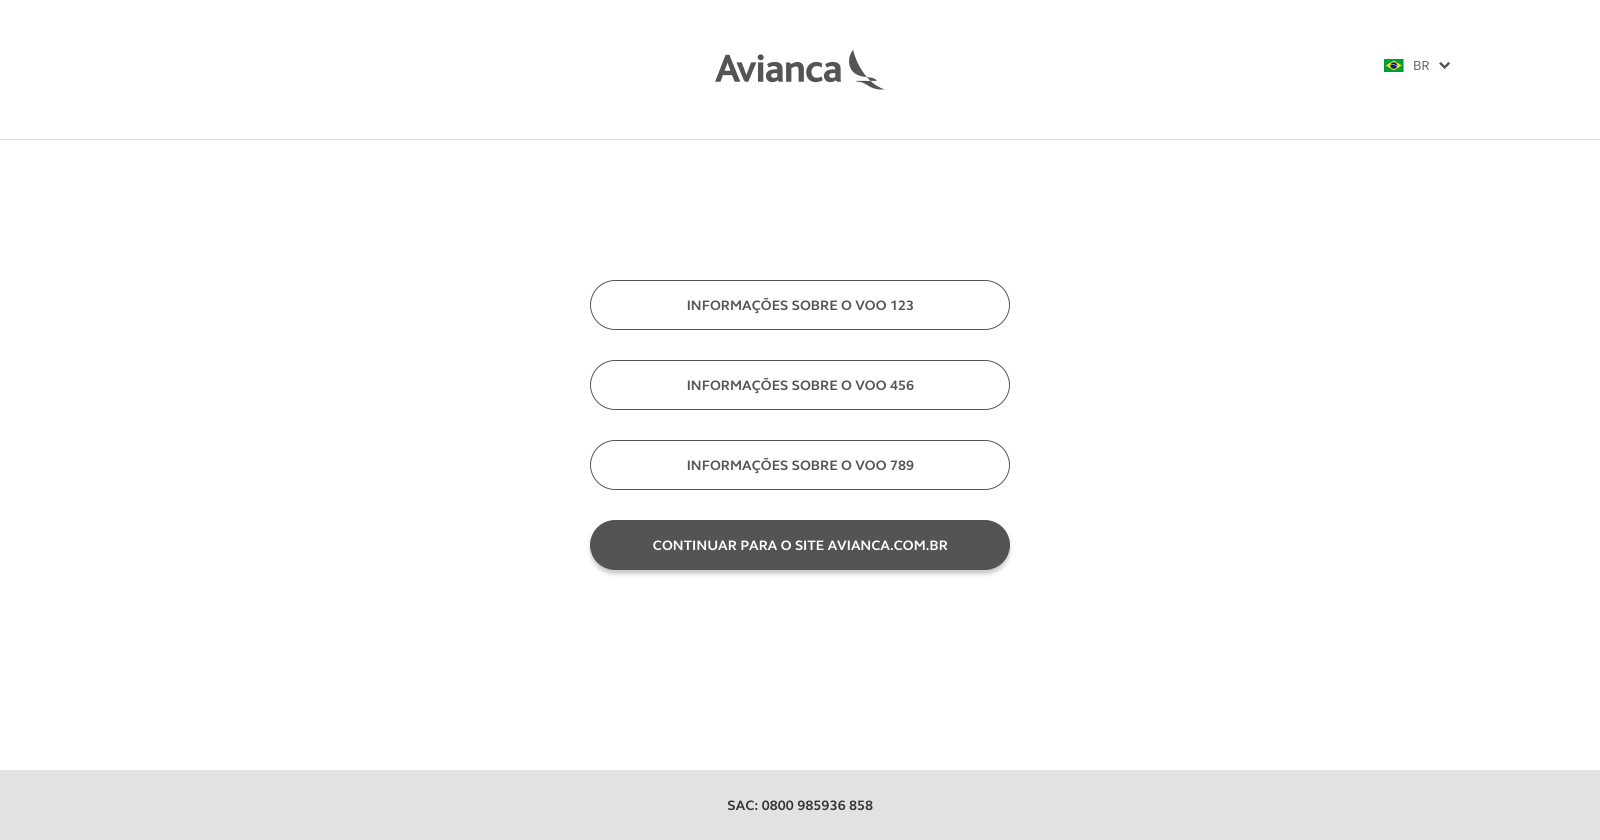 Avianca
BR
INFORMAÇÕES SOBRE O VOO 123
INFORMAÇÕES SOBRE O VOO 456
INFORMAÇÕES SOBRE O VOO 789
CONTINUAR PARA O SITE AVIANCA.COM.BR
SAC: 0800 985936 858